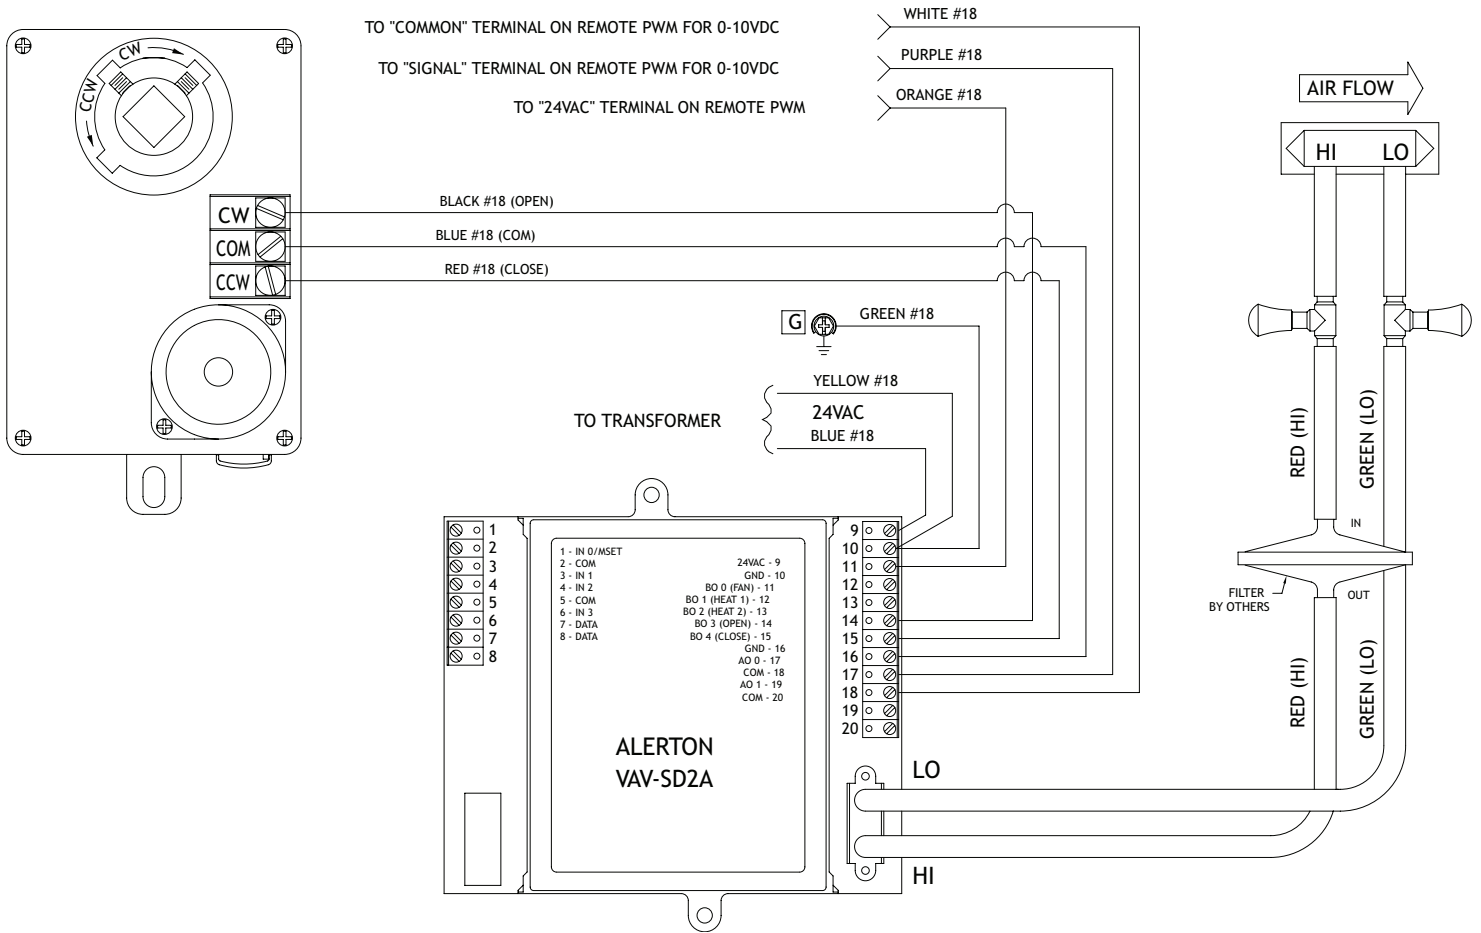 TO "COMMON" TERMINAL ON REMOTE PWM FOR 0-10VDC
WHITE #18
TO "SIGNAL" TERMINAL ON REMOTE PWM FOR 0-10VDC
PURPLE #18
TO "24VAC" TERMINAL ON REMOTE PWM
ORANGE #18
CW
CCW
CW
COM
CCW
BLACK #18 (OPEN)
BLUE #18 (COM)
RED #18 (CLOSE)
G
GREEN #18
YELLOW #18
TO TRANSFORMER
24VAC
BLUE #18
AIR FLOW
HI
LO
RED (HI)
GREEN (LO)
IN
FILTER
BY OTHERS
OUT
RED (HI)
GREEN (LO)
1
2
3
4
5
6
7
8
1 - IN 0/MSET
2 - COM
3 - IN 1
4 - IN 2
5 - COM
6 - IN 3
7 - DATA
8 - DATA
24VAC - 9
GND - 10
BO 0 (FAN) - 11
BO 1 (HEAT 1) - 12
BO 2 (HEAT 2) - 13
BO 3 (OPEN) - 14
BO 4 (CLOSE) - 15
GND - 16
AO 0 - 17
COM - 18
AO 1 - 19
COM - 20
9
10
11
12
13
14
15
16
17
18
19
20
ALERTON
VAV-SD2A
LO
HI